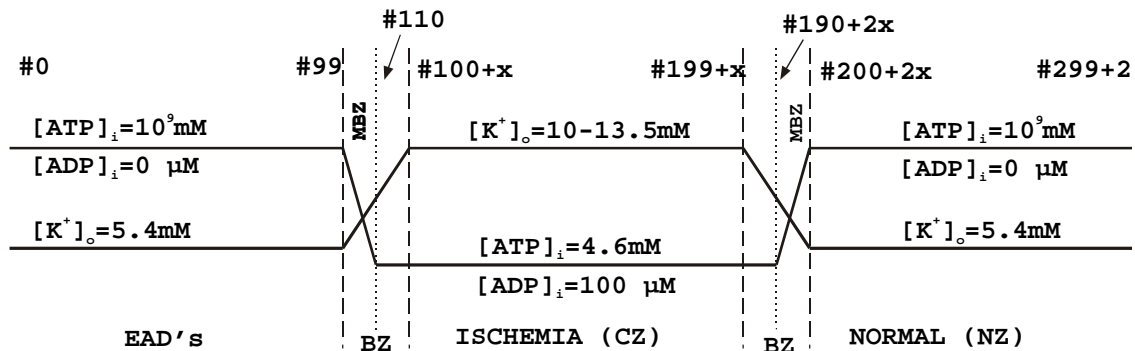 #110
#190+2x
#0
#99
#100+x
#199+x
#200+2x
#299+2
MBZ
MBZ
[ATP]ᵢ=10⁹mM
[K⁺]ₒ=10-13.5mM
[ATP]ᵢ=10⁹mM
[ADP]ᵢ=0 µM
[ADP]ᵢ=0 µM
[K⁺]ₒ=5.4mM
[ATP]ᵢ=4.6mM
[K⁺]ₒ=5.4mM
[ADP]ᵢ=100 µM
EAD's
BZ
ISCHEMIA (CZ)
BZ
NORMAL (NZ)